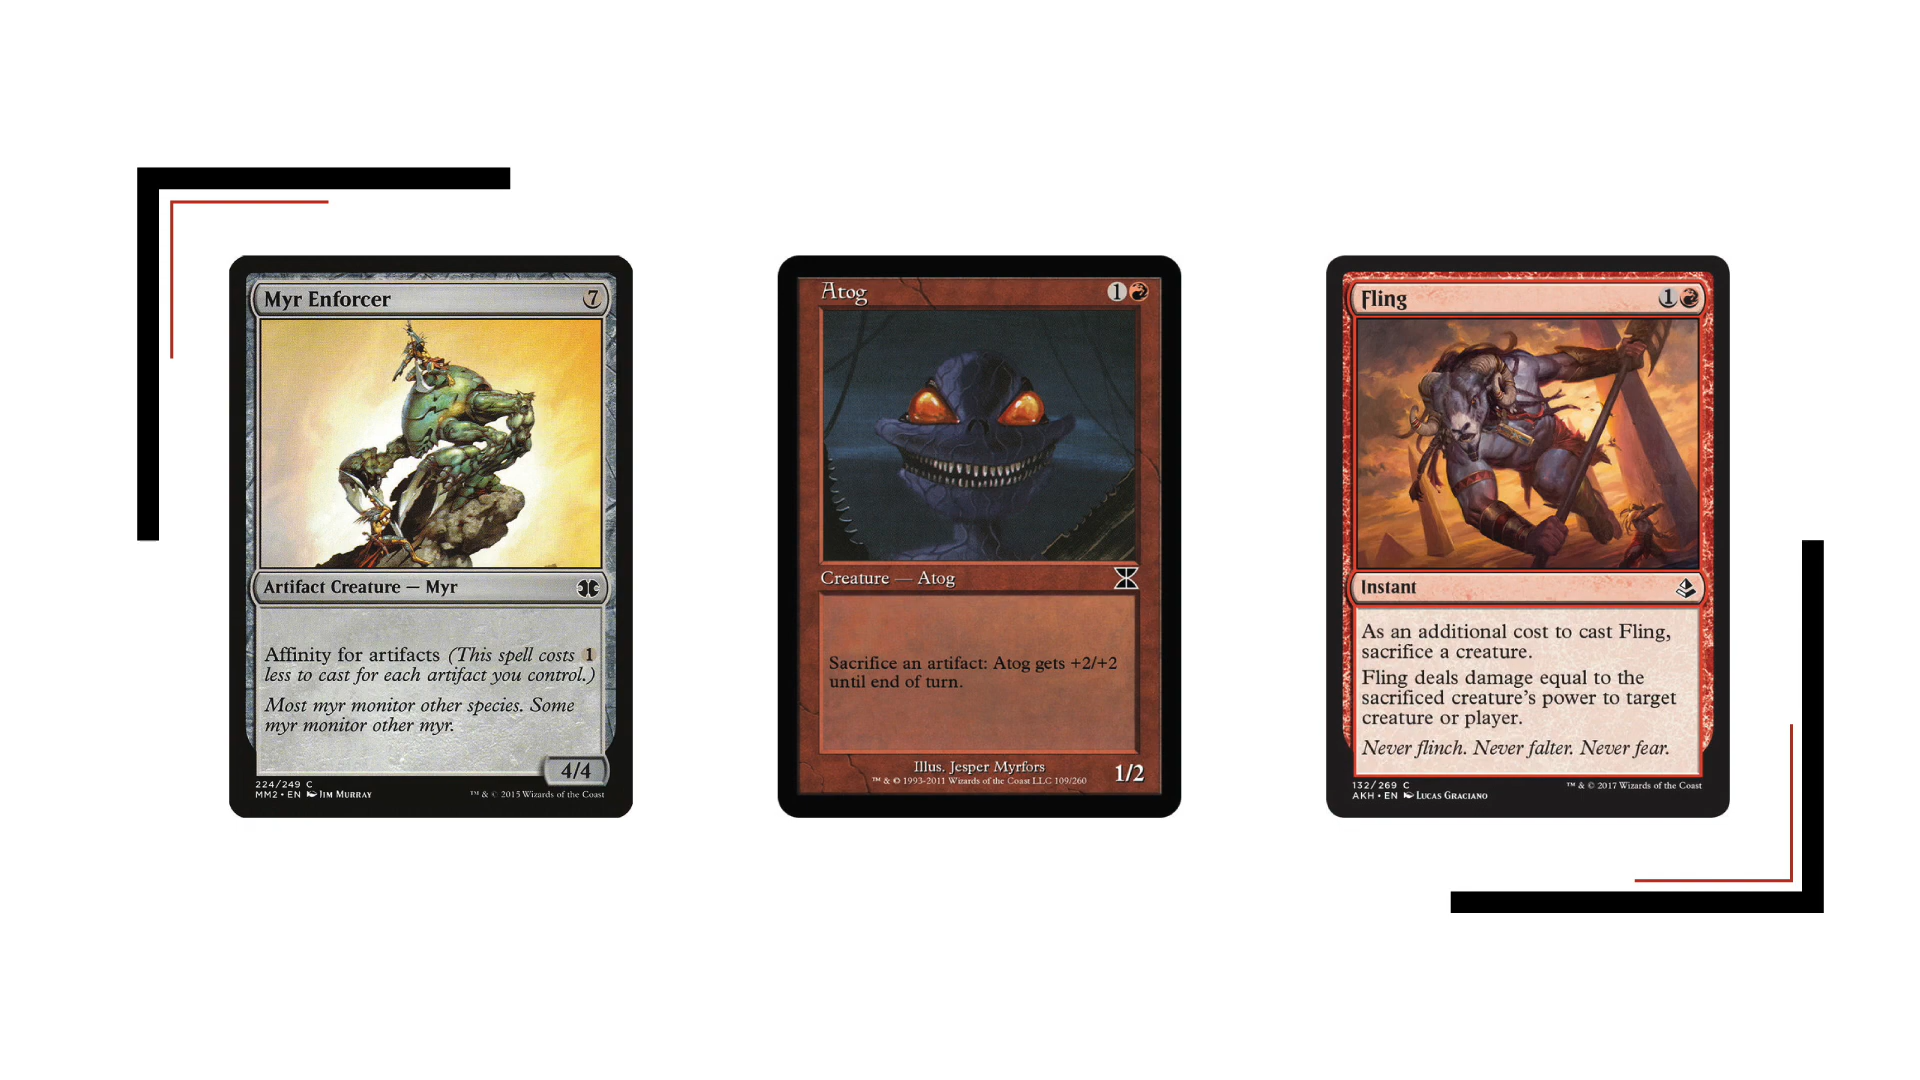 Myr Enforcer 7
Artifact Creature — Myr
Affinity for artifacts (This spell costs 1
less to cast for each artifact you control.)
Most myr monitor other species. Some
myr monitor other myr.
4/4
224/249 C
MM2 • EN Jim Murray
™ & © 2015 Wizards of the Coast
Atog 1
Creature — Atog
Sacrifice an artifact: Atog gets +2/+2
until end of turn.
Illus. Jesper Myrfors
™ & © 1993-2011 Wizards of the Coast LLC 109/260
1/2
Fling 1
Instant
As an additional cost to cast Fling,
sacrifice a creature.
Fling deals damage equal to the
sacrificed creature's power to target
creature or player.
Never flinch. Never falter. Never fear.
132/269 C
AKH • EN Lucas Graciano
™ & © 2017 Wizards of the Coast